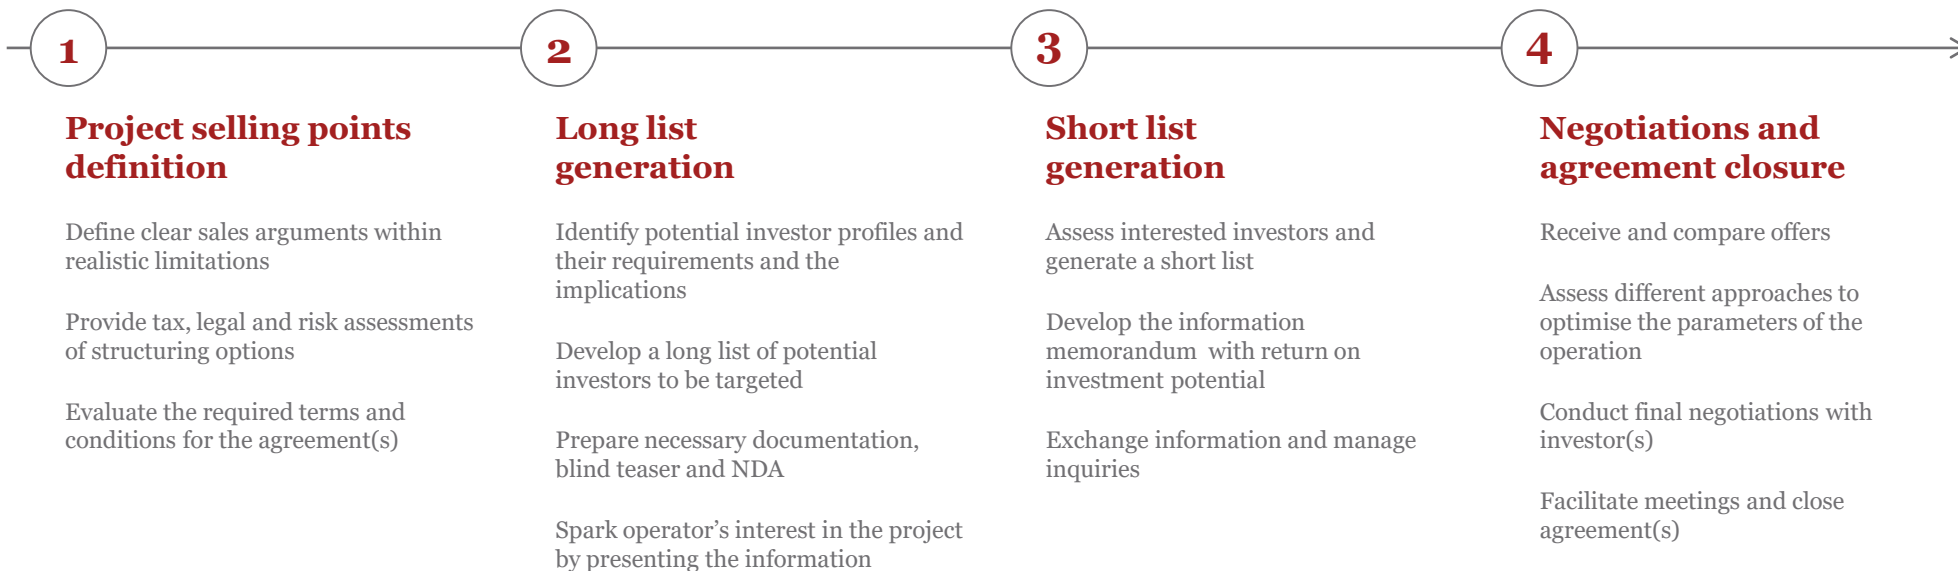 1
Project selling points
definition
Define clear sales arguments within
realistic limitations
Provide tax, legal and risk assessments
of structuring options
Evaluate the required terms and
conditions for the agreement(s)
2
Long list
generation
Identify potential investor profiles and
their requirements and the
implications
Develop a long list of potential
investors to be targeted
Prepare necessary documentation,
blind teaser and NDA
Spark operator’s interest in the project
by presenting the information
3
Short list
generation
Assess interested investors and
generate a short list
Develop the information
memorandum  with return on
investment potential
Exchange information and manage
inquiries
4
Negotiations and
agreement closure
Receive and compare offers
Assess different approaches to
optimise the parameters of the
operation
Conduct final negotiations with
investor(s)
Facilitate meetings and close
agreement(s)